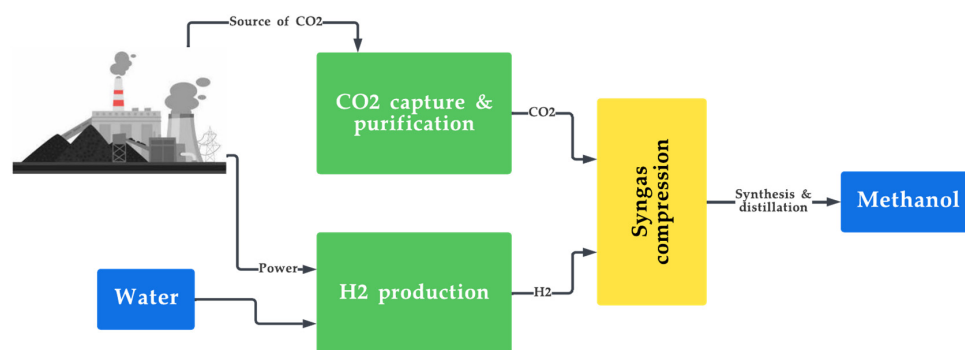 Source of CO2
CO2 capture &
purification
CO2
Syngas
compression
Synthesis &
distillation
Methanol
Power
Water
H2 production
H2